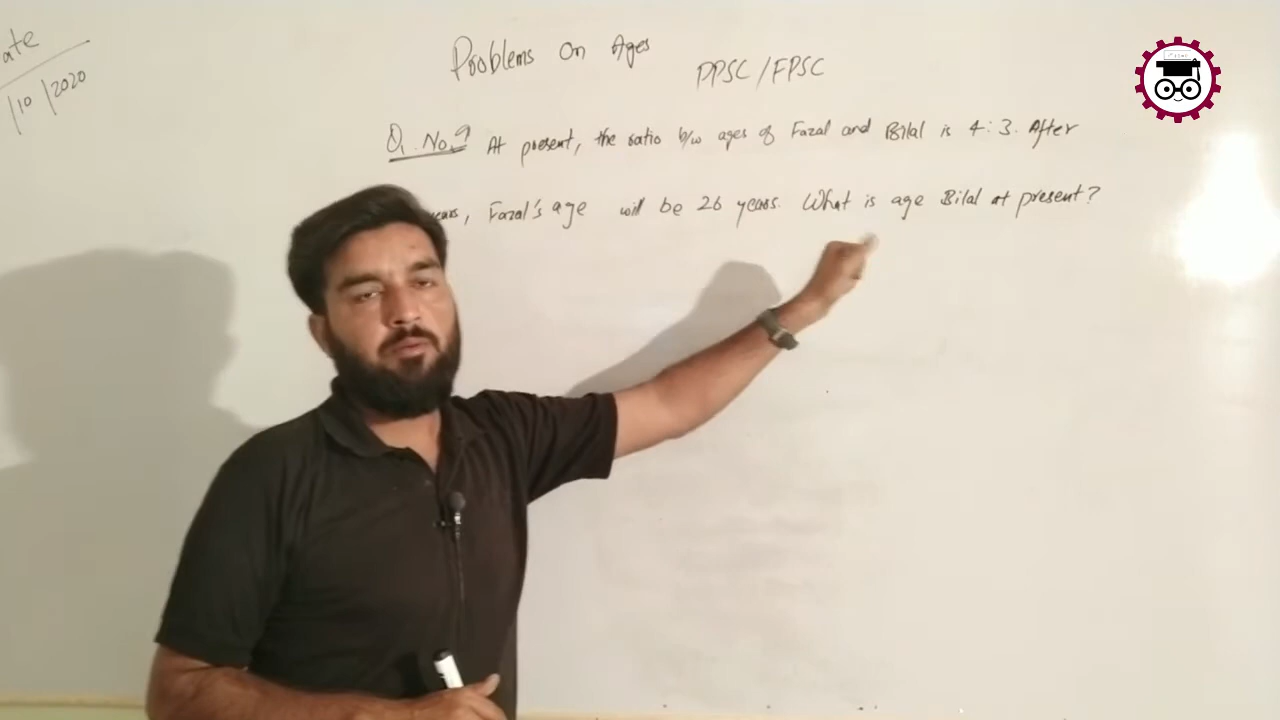 ate
/10/2020
Problems on Ages
PPSC/FPSC
Q. No.9 At present, the ratio b/w ages of Fazal and Bilal is 4:3. After
Fazal's age will be 26 years. What is age Bilal at present?